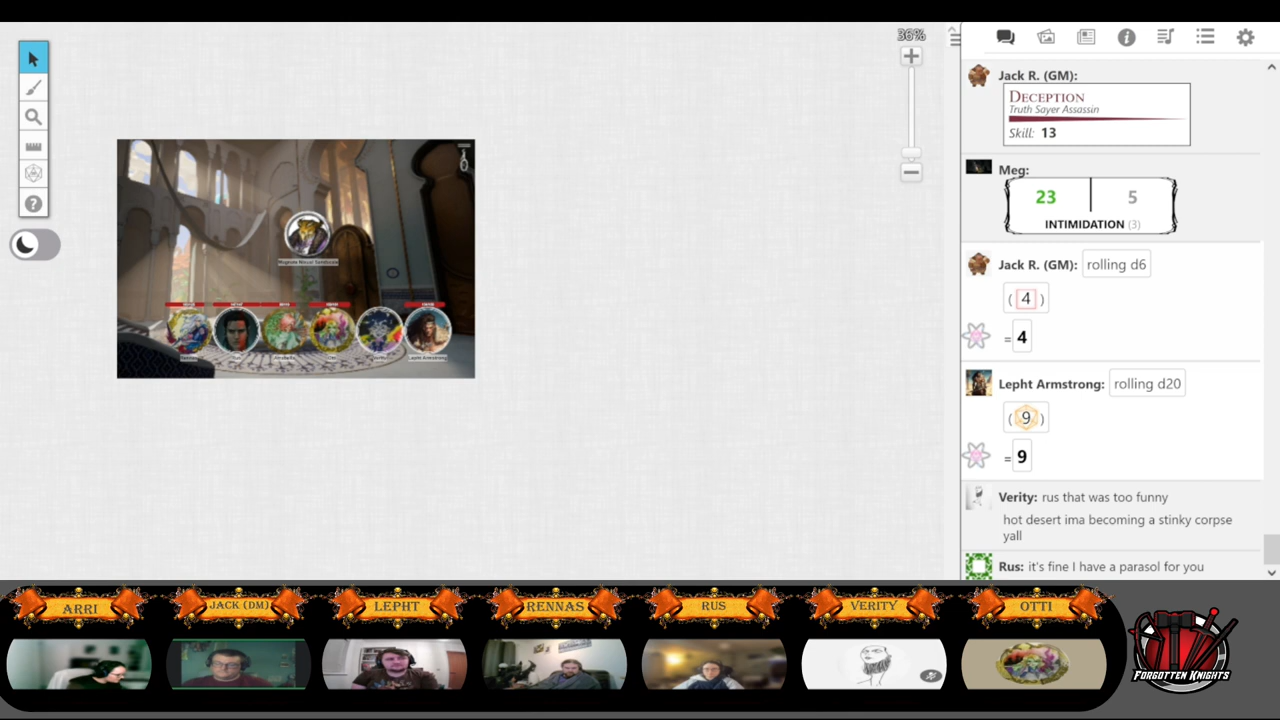 36%
Jack R. (GM):
DECEPTION
Truth Sayer Assassin
Skill: 13
Meg:
23 5
INTIMIDATION (3)
Jack R. (GM): rolling d6
( 4 )
= 4
Lepht Armstrong: rolling d20
( 9 )
= 9
Verity: rus that was too funny
hot desert ima becoming a stinky corpse
yall
Rus: it's fine I have a parasol for you
Lepht Armstrong
ARRI
JACK (DM)
LEPHT
RENNAS
RUS
VERITY
OTTI
FORGOTTEN KNIGHTS